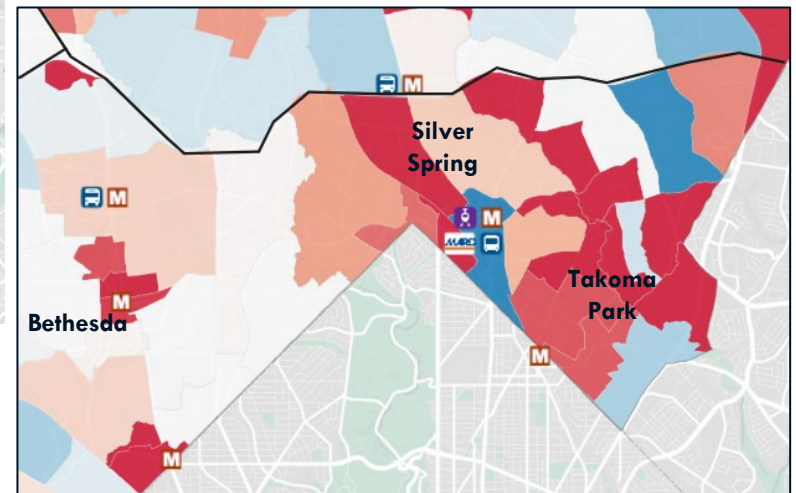 M
Silver
Spring
M
M
MARC
Takoma
Park
M
Bethesda
M
M